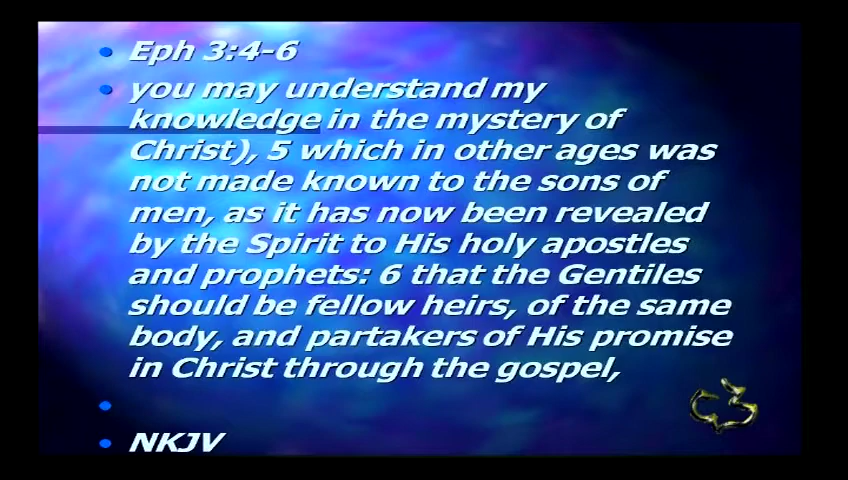 Eph 3:4-6
you may understand my
knowledge in the mystery of
Christ), 5 which in other ages was
not made known to the sons of
men, as it has now been revealed
by the Spirit to His holy apostles
and prophets: 6 that the Gentiles
should be fellow heirs, of the same
body, and partakers of His promise
in Christ through the gospel,
NKJV
C3